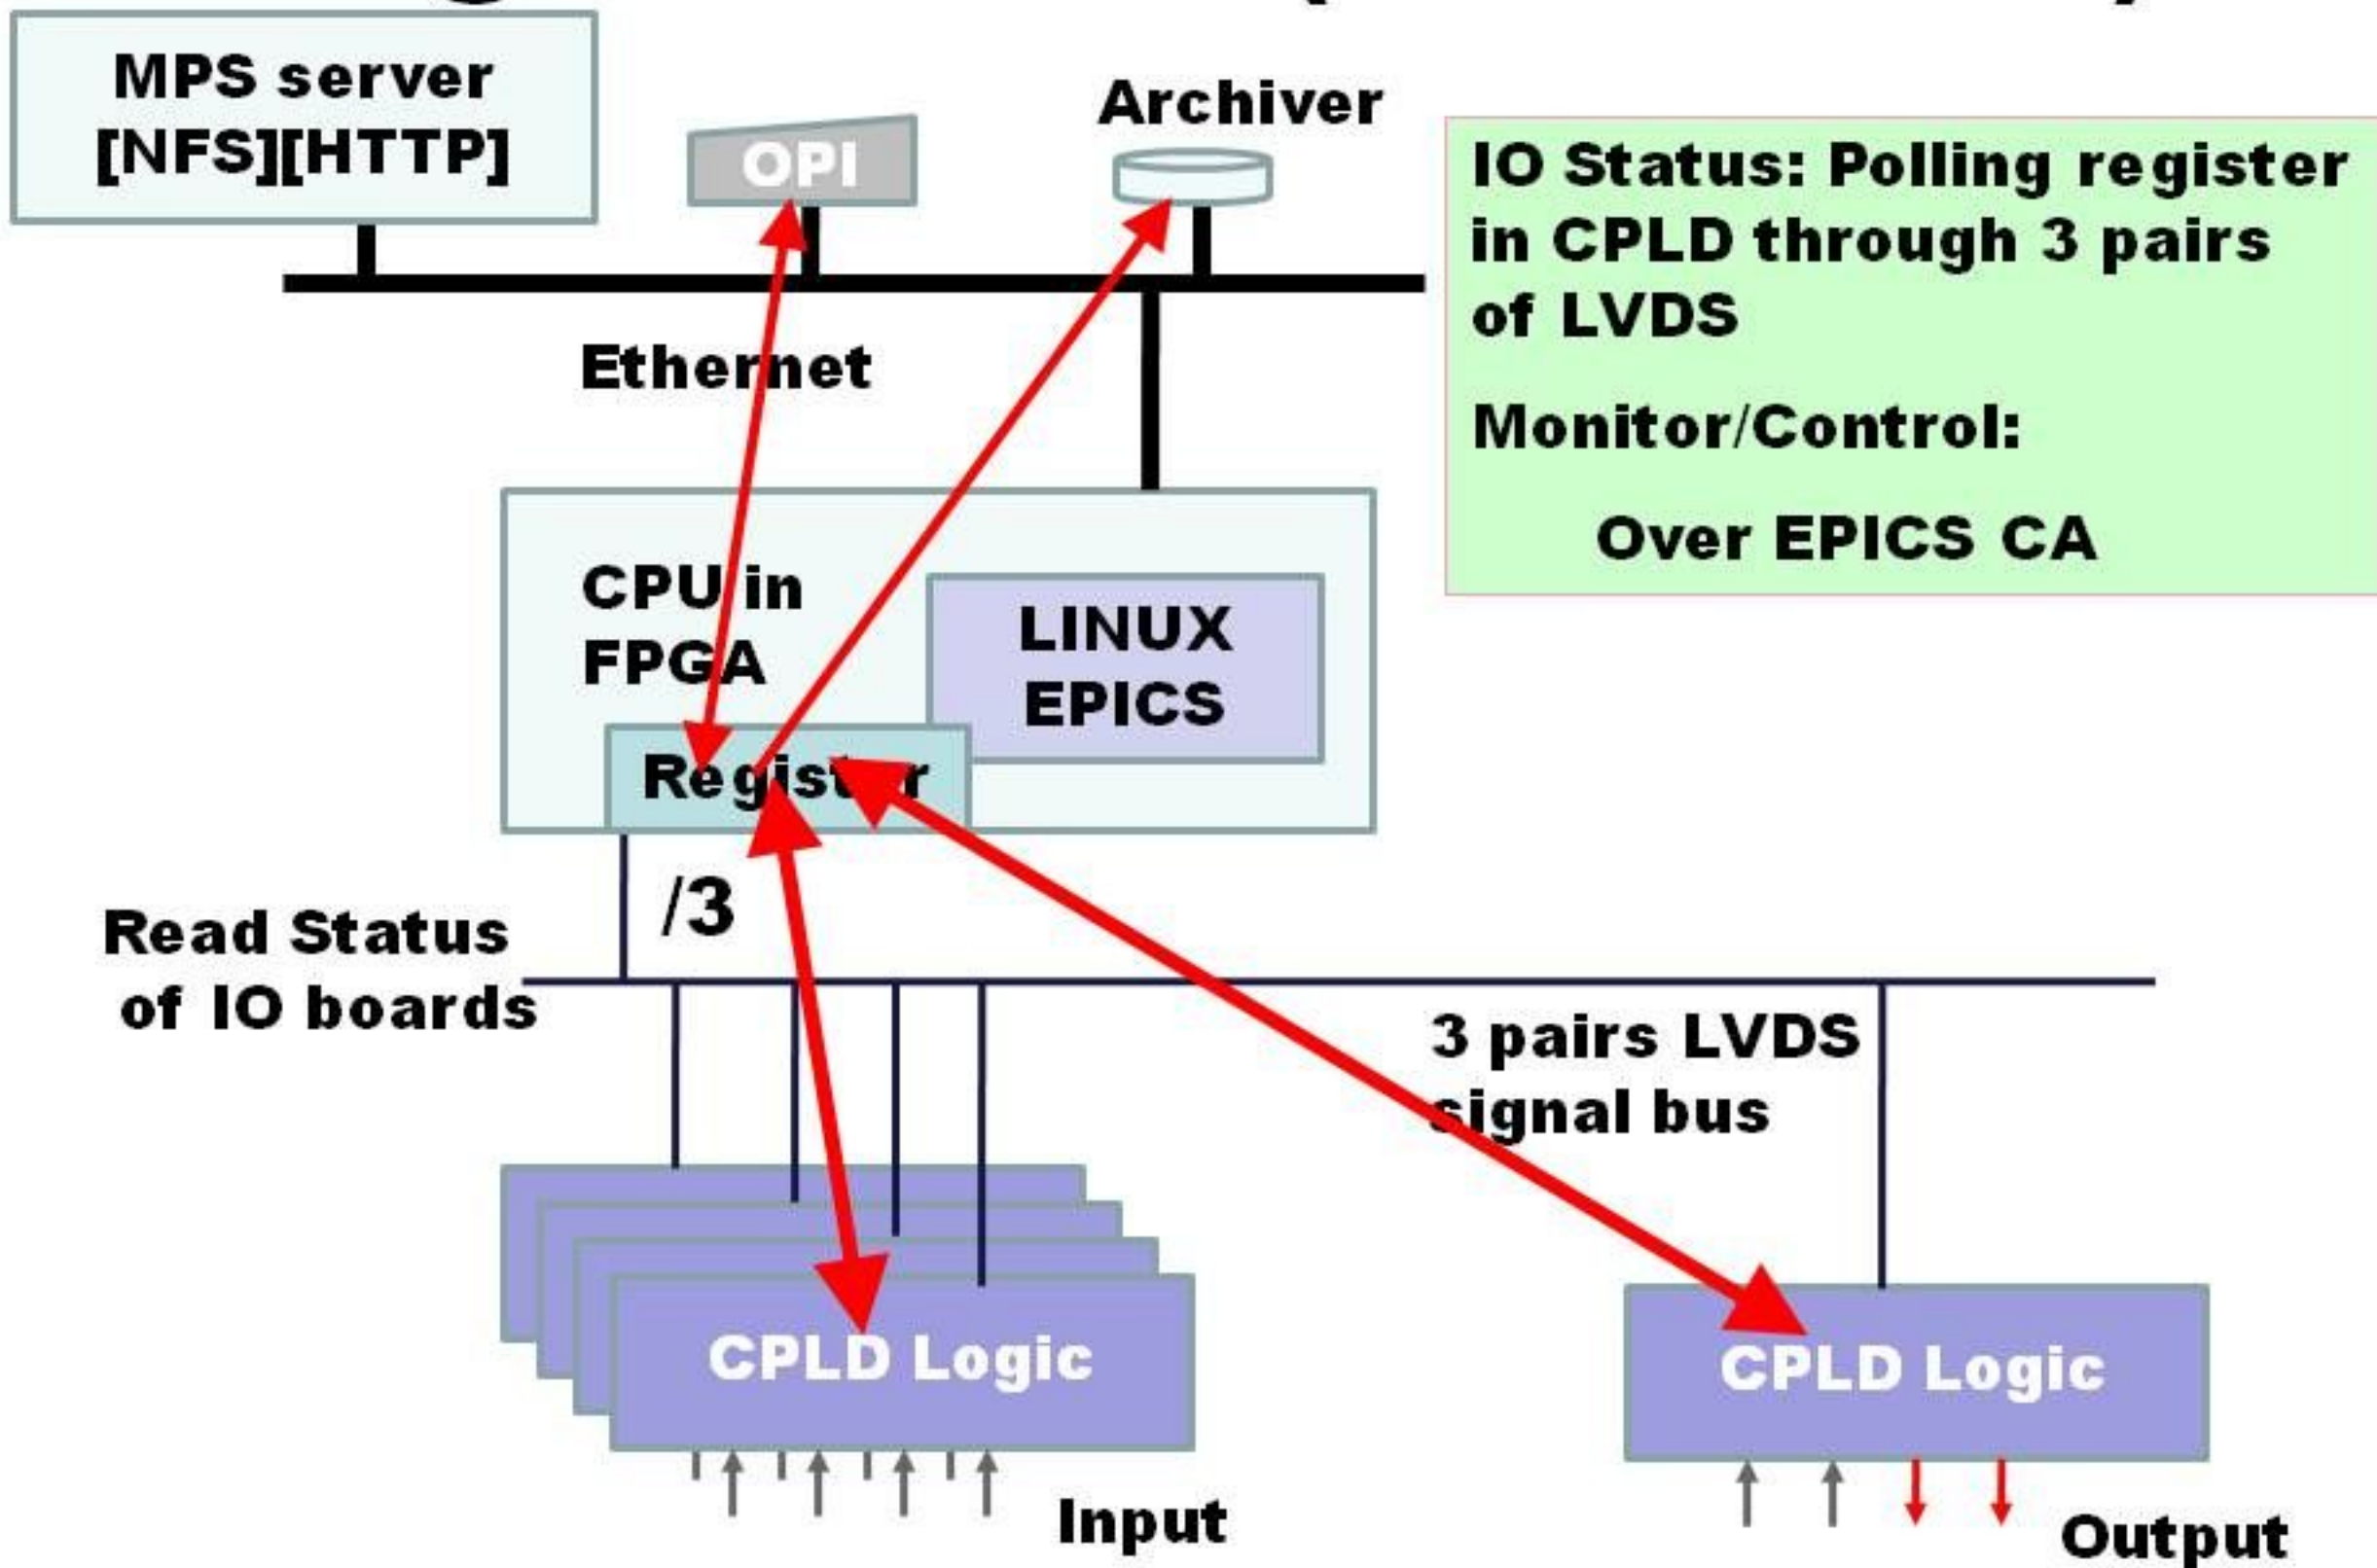 MPS server
[NFS][HTTP]
OPI
Archiver
IO Status: Polling register
in CPLD through 3 pairs
of LVDS
Monitor/Control:
Over EPICS CA
Ethernet
CPU in
FPGA
LINUX
EPICS
Register
/3
Read Status
of IO boards
3 pairs LVDS
signal bus
CPLD Logic
CPLD Logic
Input
Output